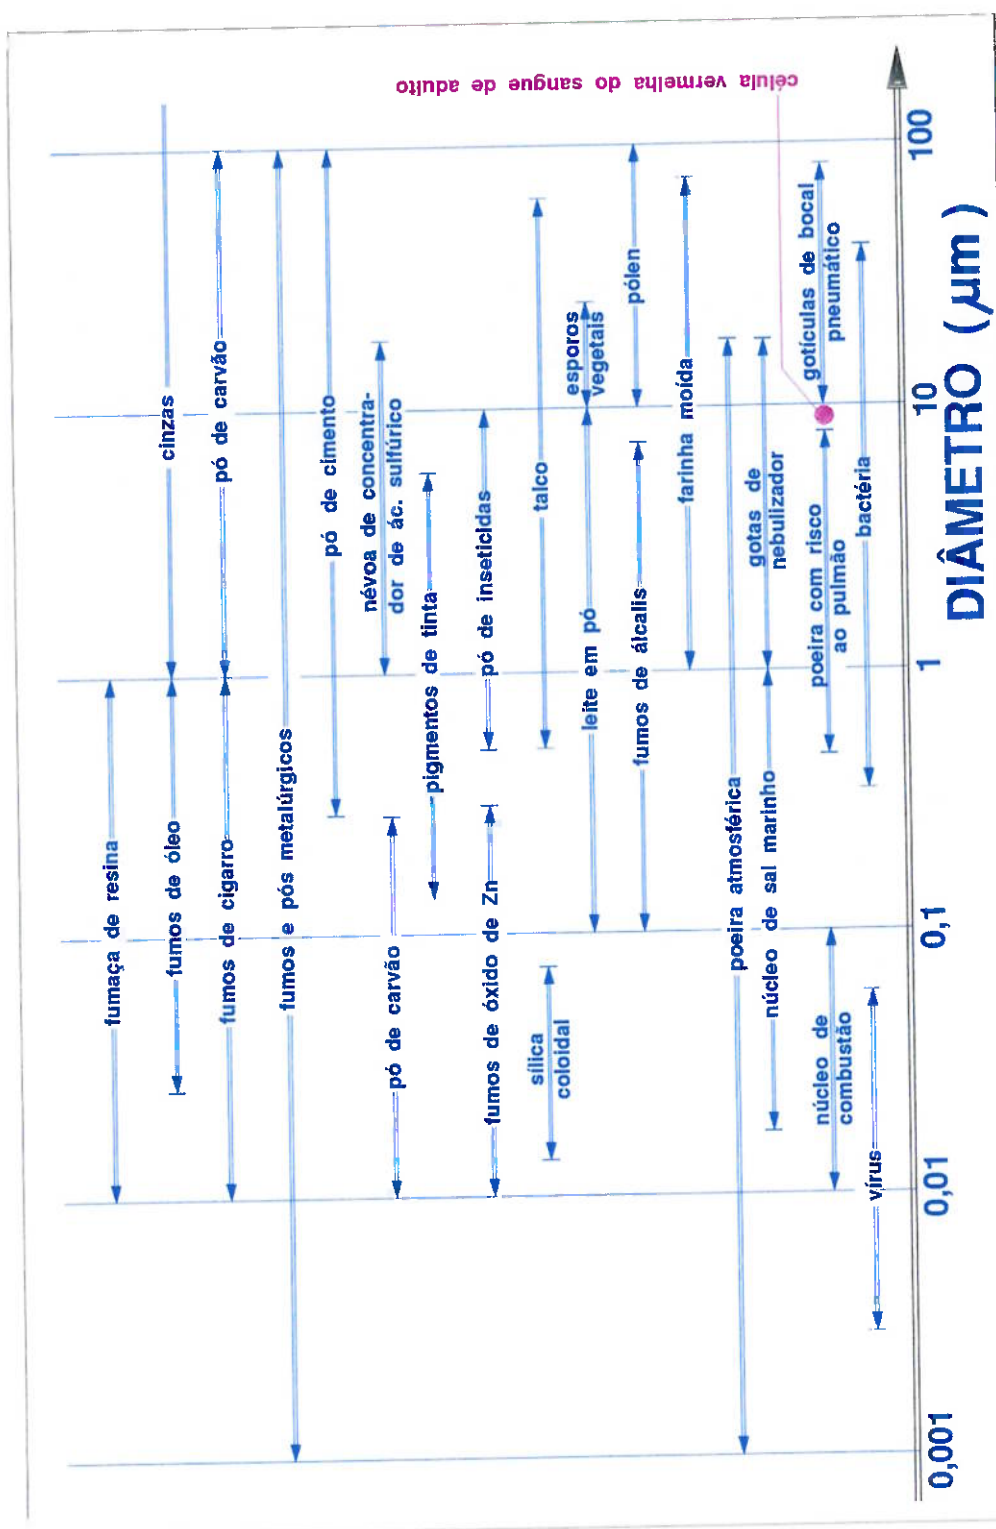 fumaça de resina
cinzas
fumos de óleo
pó de carvão
fumos de cigarro
fumos e pós metalúrgicos
pó de cimento
névoa de concentra-
dor de ác. sulfúrico
pó de carvão
pigmentos de tinta
pó de inseticidas
fumos de óxido de Zn
talco
sílica
coloidal
esporos
vegetais
leite em pó
pólen
fumos de álcalis
farinha moída
poeira atmosférica
gotas de
nebulizador
núcleo de sal marinho
célula vermelha do sangue de adulto
gotículas de bocal
pneumático
poeira com risco
ao pulmão
núcleo de
combustão
bactéria
vírus
0,001
0,01
0,1
1
10
100
DIÂMETRO (μm)